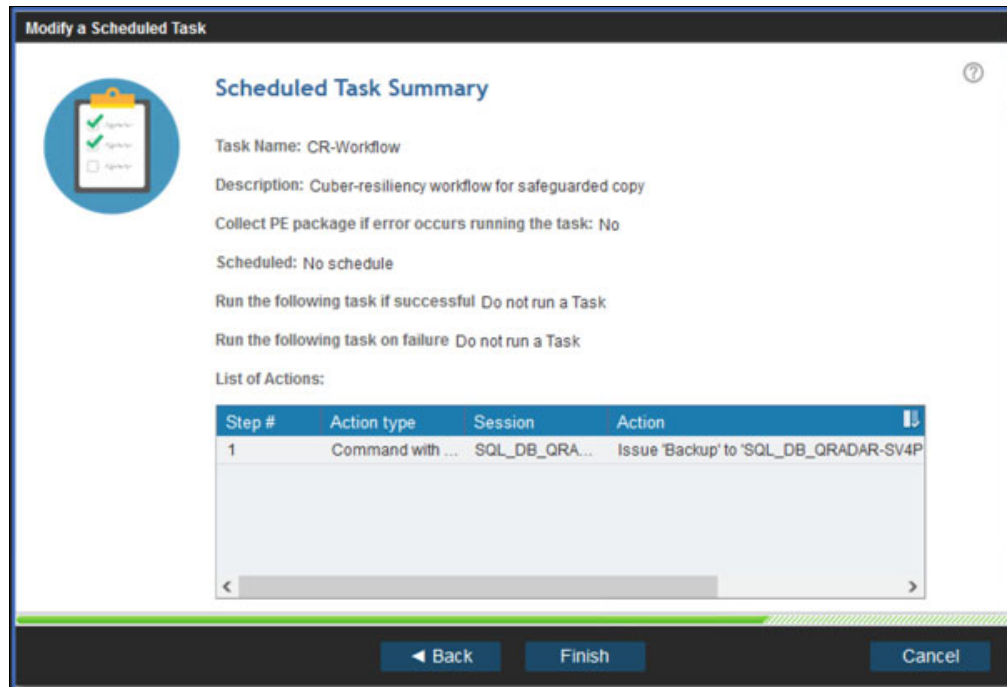 Modify a Scheduled Task
Scheduled Task Summary
Task Name: CR-Workflow
Description: Cuber-resiliency workflow for safeguarded copy
Collect PE package if error occurs running the task: No
Scheduled: No schedule
Run the following task if successful Do not run a Task
Run the following task on failure Do not run a Task
List of Actions:
Step # Action type Session Action
1 Command with ... SQL_DB_QRA... Issue 'Backup' to 'SQL_DB_QRADAR-SV4P
Back Finish Cancel